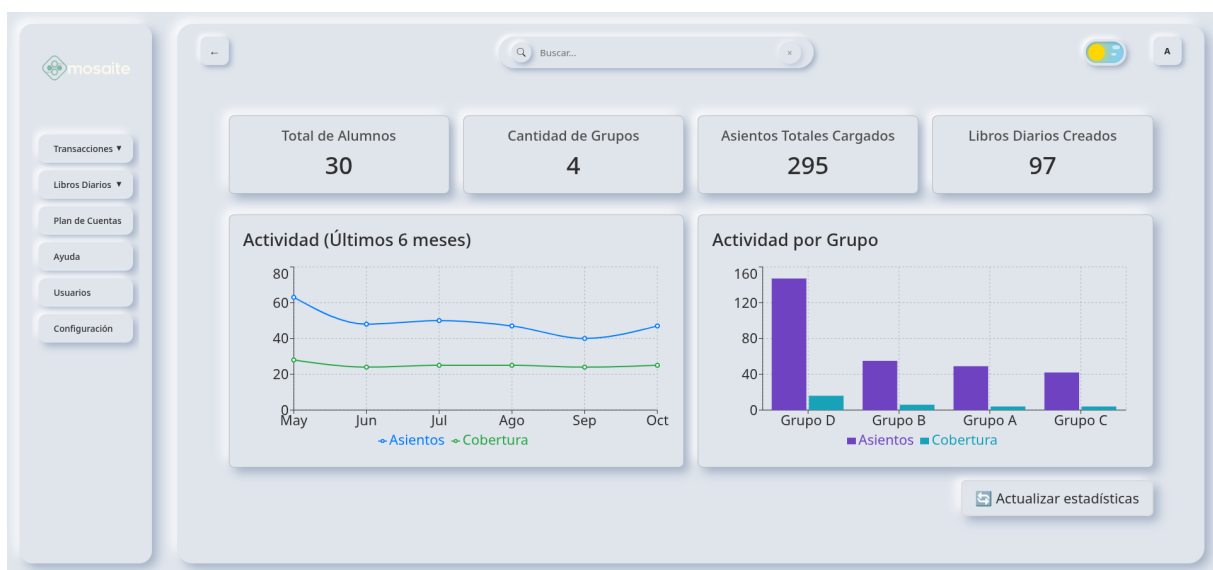 mosaite
Transacciones ▼
Libros Diarios ▼
Plan de Cuentas
Ayuda
Usuarios
Configuración
←
Buscar...
×
A
Total de Alumnos
30
Cantidad de Grupos
4
Asientos Totales Cargados
295
Libros Diarios Creados
97
Actividad (Últimos 6 meses)
80
60
40
20
0
May Jun Jul Ago Sep Oct
Asientos Cobertura
Actividad por Grupo
160
120
80
40
0
Grupo D Grupo B Grupo A Grupo C
Asientos Cobertura
🔄 Actualizar estadísticas